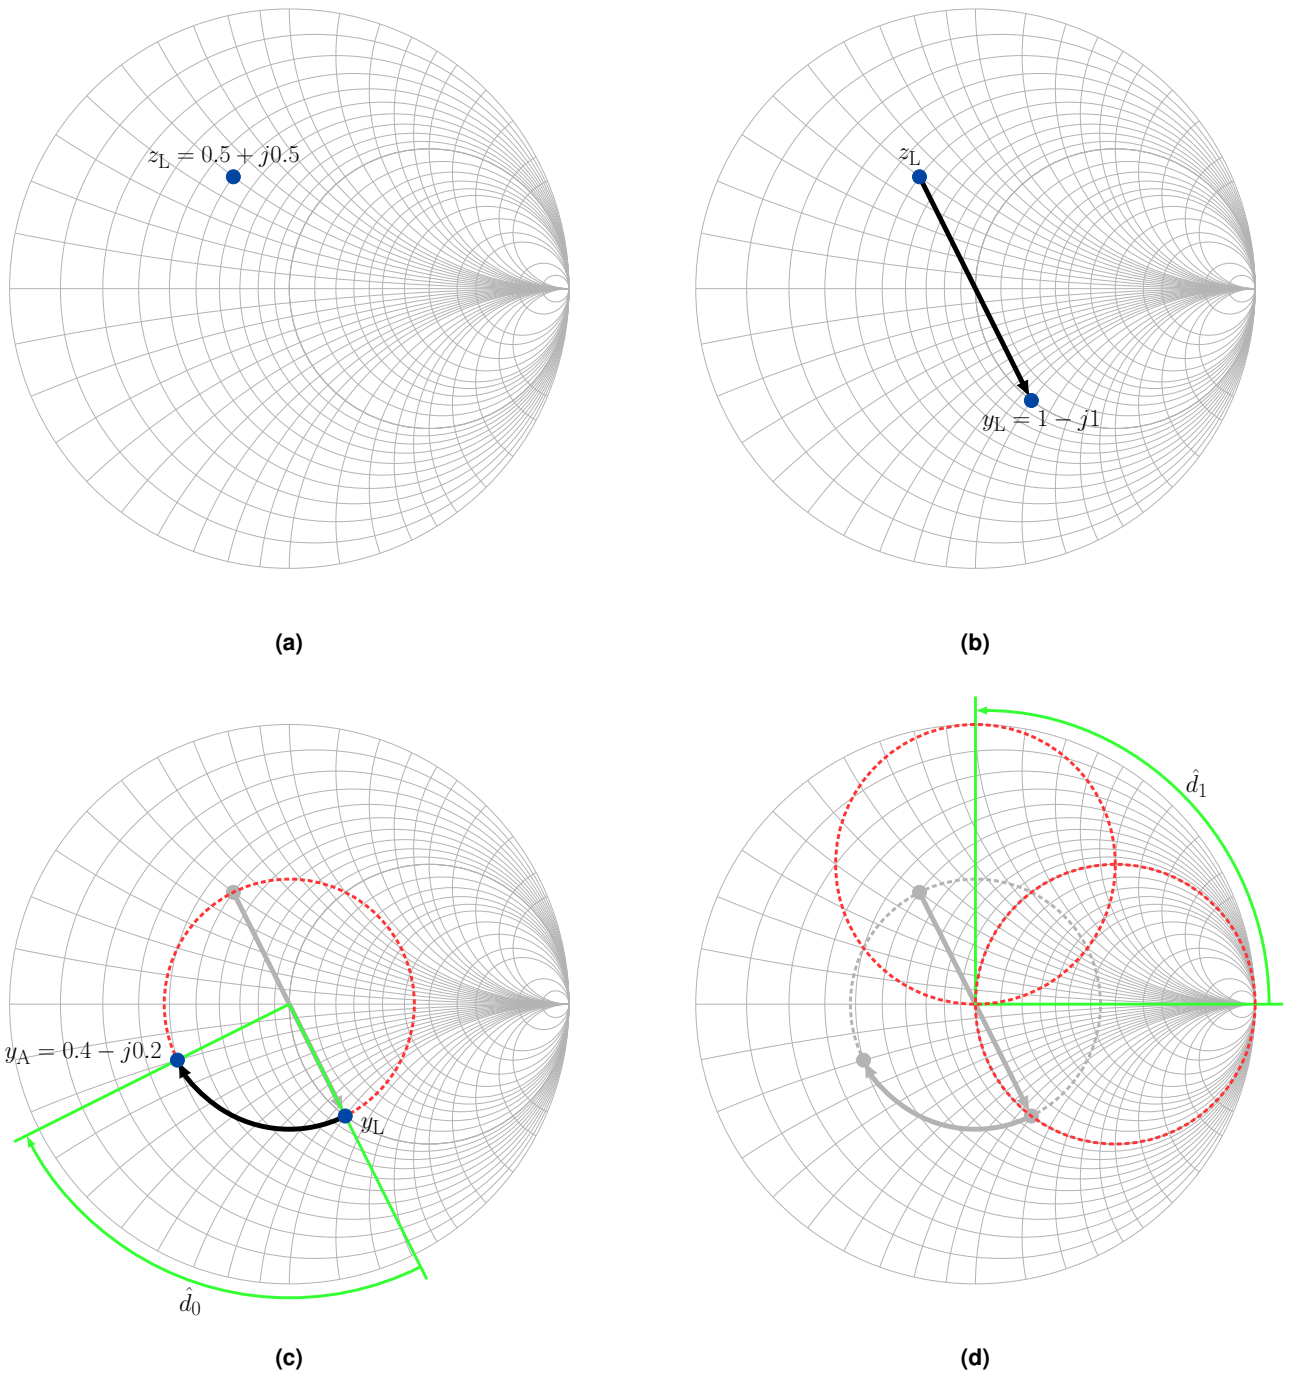 z_L = 0.5 + j0.5
z_L
y_L = 1 − j1
(a)
(b)
d̂_1
y_A = 0.4 − j0.2
y_L
d̂_0
(c)
(d)